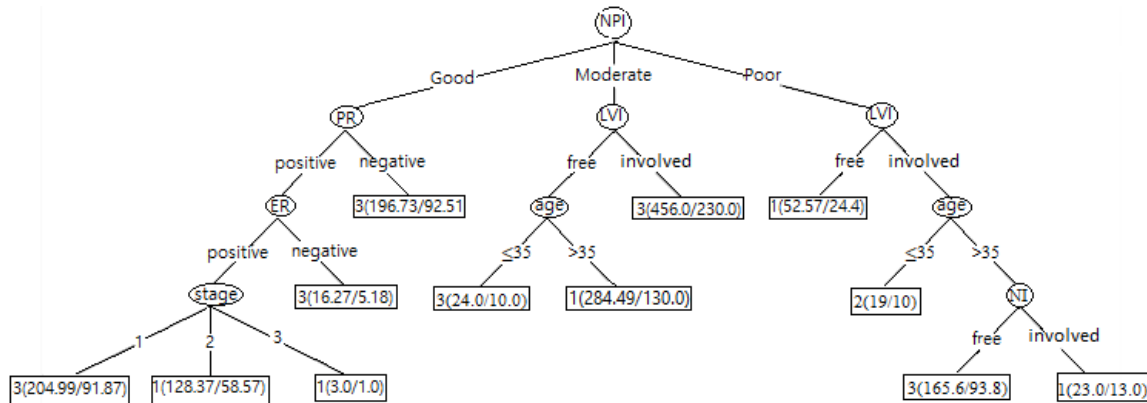 NPI
Good
Moderate
Poor
PR
LVI
LVI
positive
negative
free
involved
free
involved
ER
3(196.73/92.51
age
3(456.0/230.0)
1(52.57/24.4)
age
positive
negative
≤35
>35
≤35
>35
stage
3(16.27/5.18)
3(24.0/10.0)
1(284.49/130.0)
2(19/10)
NI
1
2
3
free
involved
3(204.99/91.87)
1(128.37/58.57)
1(3.0/1.0)
3(165.6/93.8)
1(23.0/13.0)